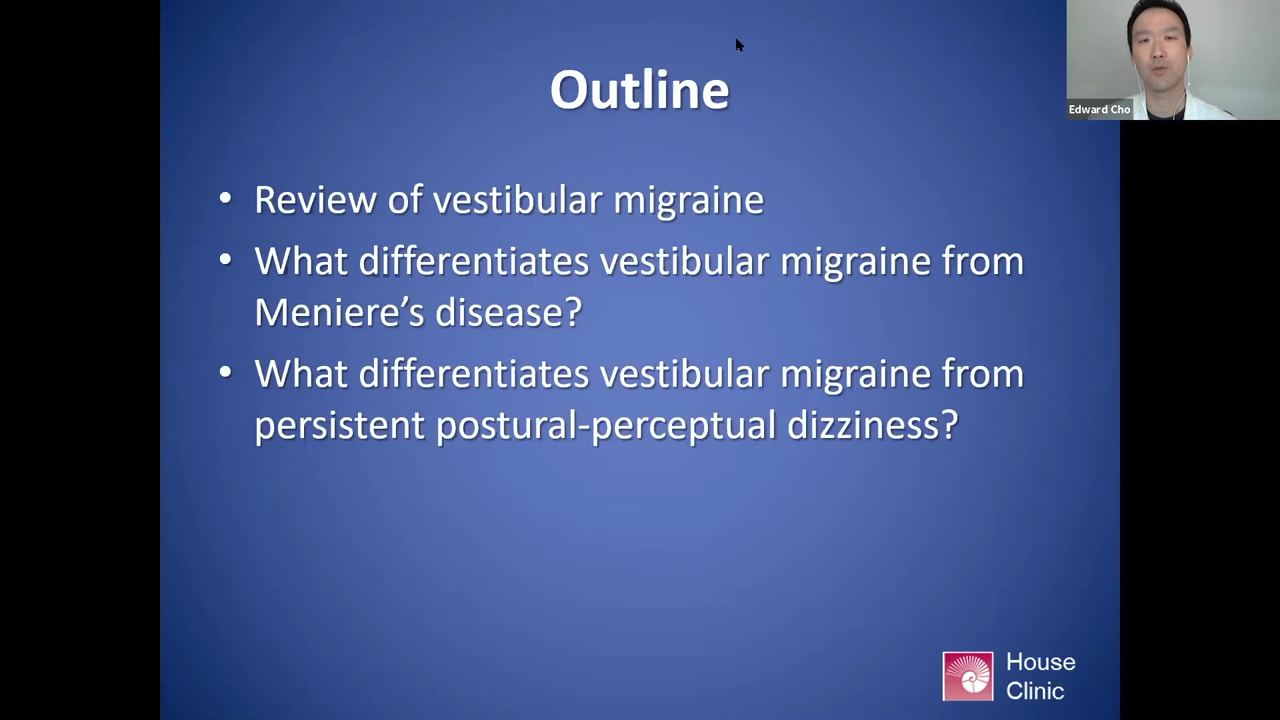 Outline
Edward Cho
• Review of vestibular migraine
• What differentiates vestibular migraine from
Meniere’s disease?
• What differentiates vestibular migraine from
persistent postural-perceptual dizziness?
House
Clinic